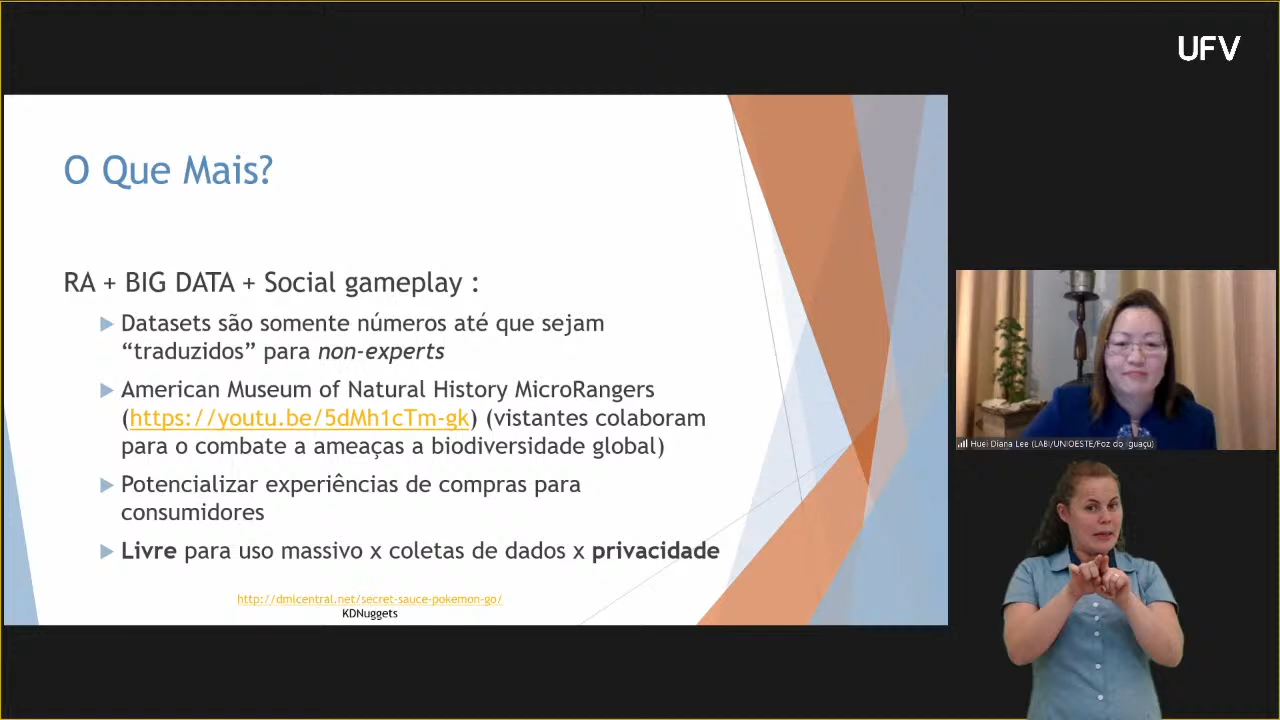 UFV
O Que Mais?
RA + BIG DATA + Social gameplay :
Datasets são somente números até que sejam
“traduzidos” para non-experts
American Museum of Natural History MicroRangers
(https://youtu.be/5dMh1cTm-gk) (vistantes colaboram
para o combate a ameaças a biodiversidade global)
Potencializar experiências de compras para
consumidores
Livre para uso massivo x coletas de dados x privacidade
http://dmlcentral.net/secret-sauce-pokemon-go/
KDNuggets
Huei Diana Lee (LABI/UNIOESTE/Foz do Iguaçu)